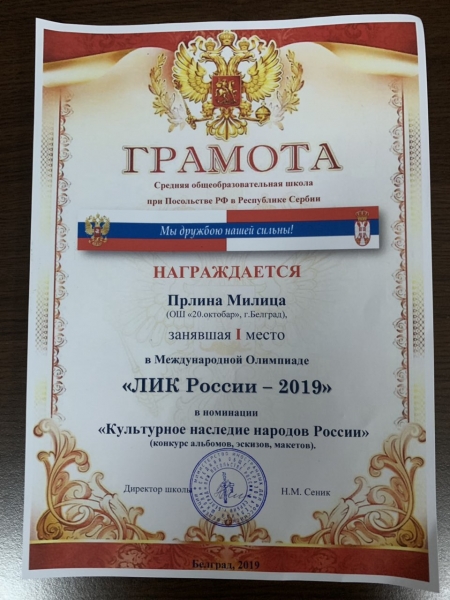 ГРАМОТА
Средняя общеобразовательная школа
при Посольстве РФ в Республике Сербии
Мы дружбою нашей сильны!
НАГРАЖДАЕТСЯ
Прлина Милица
(ОШ «20.октобар», г.Белград),
занявшая I место
в Международной Олимпиаде
«ЛИК России – 2019»
в номинации
«Культурное наследие народов России»
(конкурс альбомов, эскизов, макетов).
Директор школы
Н.М. Сеник
Белград, 2019